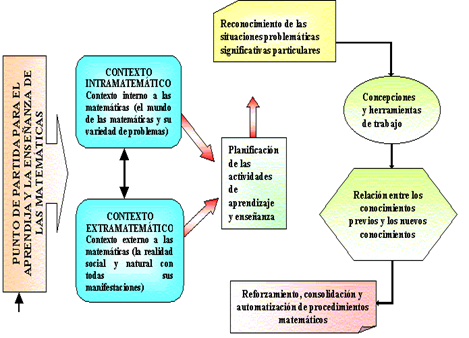 PUNTO DE PARTIDA PARA EL
APRENDIJA Y LA ENSEÑANZA DE
LAS MATEMÁTICAS
CONTEXTO
INTRAMATEMÁTICO
Contexto interno a las
matemáticas (el mundo
de las matemáticas y su
variedad de problemas)
CONTEXTO
EXTRAMATEMÁTICO
Contexto externo a las
matemáticas (la realidad
social y natural con
todas sus
manifestaciones)
Planificación
de las
actividades
de
aprendizaje
y enseñanza
Reconocimiento de las
situaciones problemáticas
significativas particulares
Concepciones
y herramientas
de trabajo
Relación entre los
conocimientos
previos y los nuevos
conocimientos
Reforzamiento, consolidación y
automatización de procedimientos
matemáticos